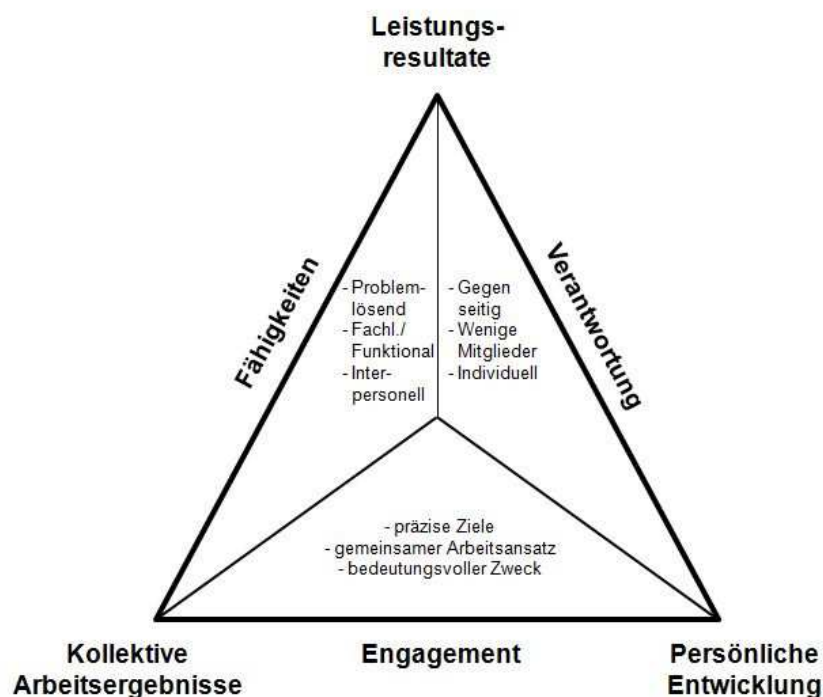 Leistungs-
resultate
Fähigkeiten
- Problem-
lösend
- Fachl./
Funktional
- Inter-
personell
- Gegen
seitig
- Wenige
Mitglieder
- Individuell
Verantwortung
- präzise Ziele
- gemeinsamer Arbeitsansatz
- bedeutungsvoller Zweck
Kollektive
Arbeitsergebnisse
Engagement
Persönliche
Entwicklung